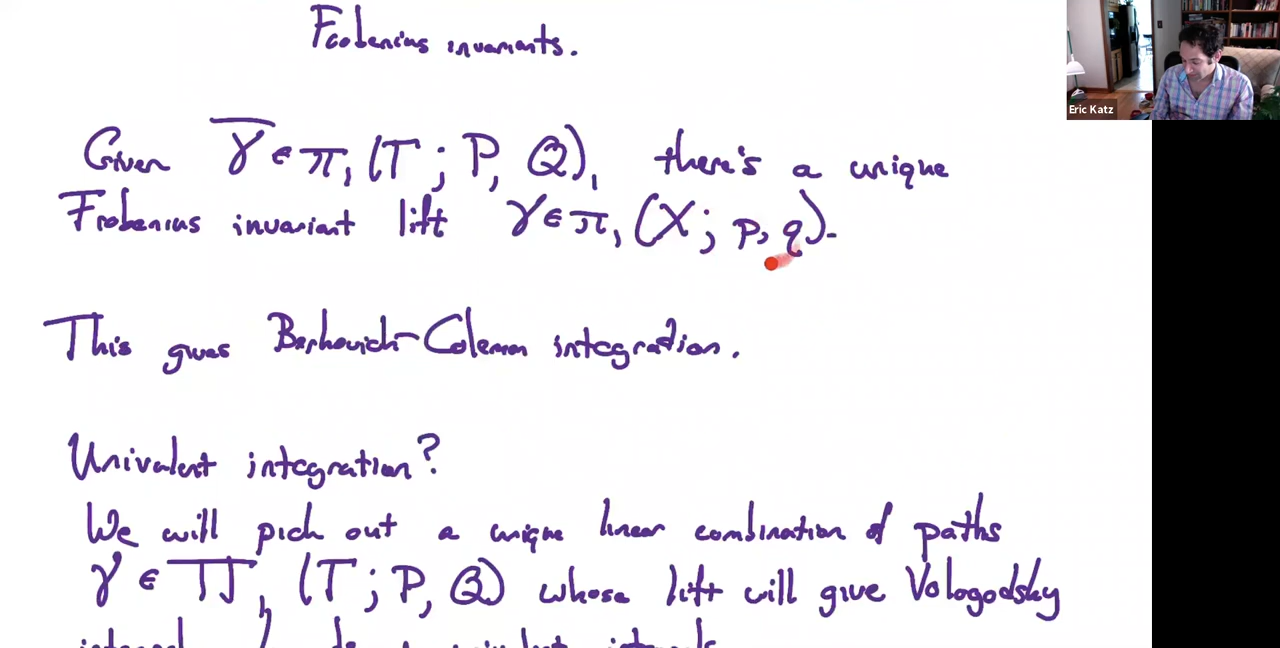 Frobenius invariants.
Eric Katz
Given γ̄ ∈ π₁(Γ; P, Q), there's a unique
Frobenius invariant lift γ ∈ π₁(X; p, q).
This gives Berkovich-Coleman integration.
Univalent integration?
We will pick out a unique linear combination of paths
γ ∈ Π₁(Γ; P, Q) whose lift will give Vologodsky